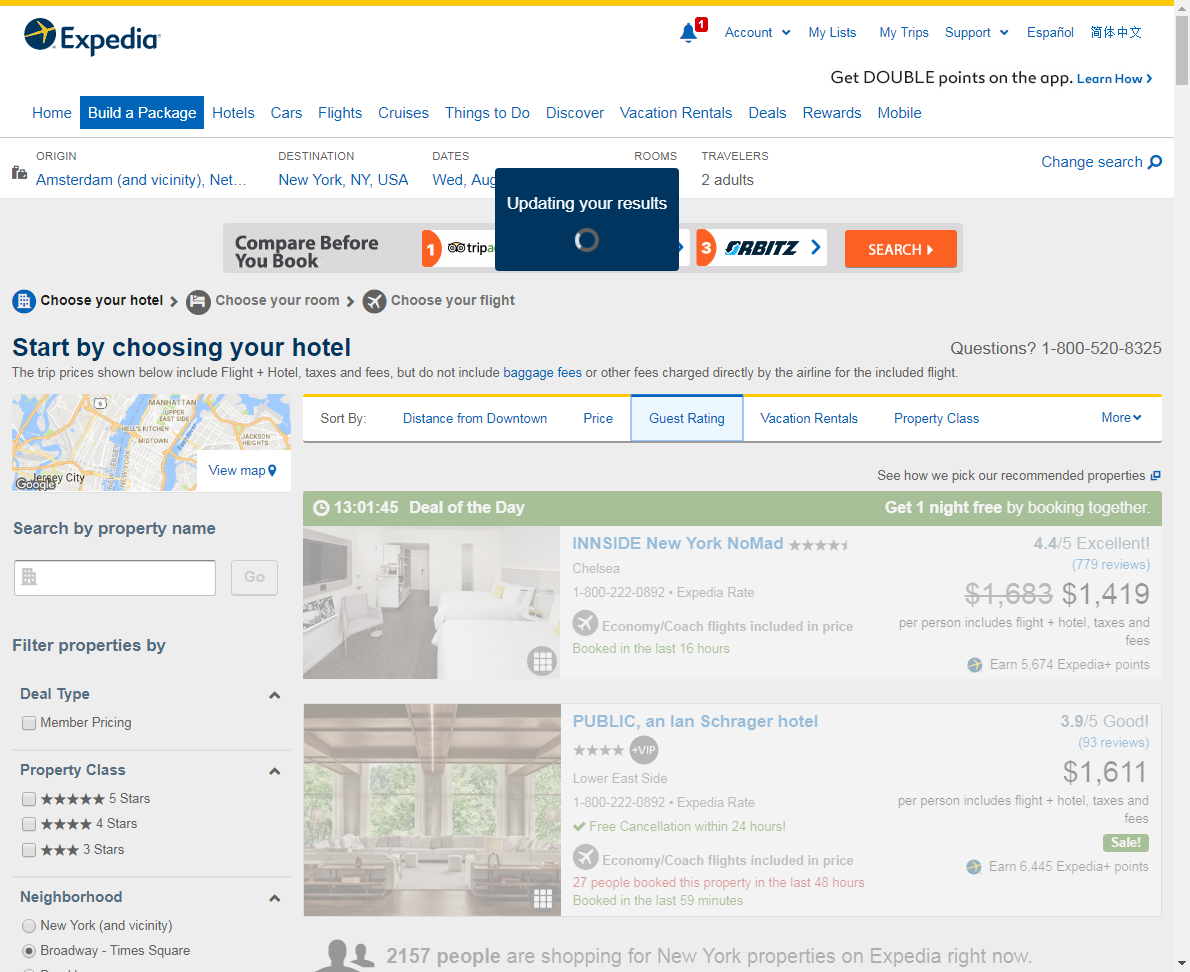 Expedia
1
Account
My Lists
My Trips
Support
Español
简体中文
Get DOUBLE points on the app. Learn How
Home
Build a Package
Hotels
Cars
Flights
Cruises
Things to Do
Discover
Vacation Rentals
Deals
Rewards
Mobile
ORIGIN
Amsterdam (and vicinity), Net...
DESTINATION
New York, NY, USA
DATES
Wed, Aug
ROOMS
TRAVELERS
2 adults
Change search
Updating your results
Compare Before
You Book
1
3
ORBITZ
SEARCH
Choose your hotel
Choose your room
Choose your flight
Start by choosing your hotel
Questions? 1-800-520-8325
The trip prices shown below include Flight + Hotel, taxes and fees, but do not include baggage fees or other fees charged directly by the airline for the included flight.
9
MANHATTAN
UPPER
EAST SIDE
HELL'S KITCHEN
MIDTOWN
JACKSON
HEIGHTS
East River
NEW JERSEY
NEW YORK
Jersey City
Google
View map
Sort By:
Distance from Downtown
Price
Guest Rating
Vacation Rentals
Property Class
More
See how we pick our recommended properties
13:01:45 Deal of the Day
Get 1 night free by booking together.
INNSIDE New York NoMad
Chelsea
1-800-222-0892 • Expedia Rate
Economy/Coach flights included in price
Booked in the last 16 hours
4.4/5 Excellent!
(779 reviews)
$1,683 $1,419
per person includes flight + hotel, taxes and
fees
Earn 5,674 Expedia+ points
PUBLIC, an Ian Schrager hotel
+VIP
Lower East Side
1-800-222-0892 • Expedia Rate
Free Cancellation within 24 hours!
Economy/Coach flights included in price
27 people booked this property in the last 48 hours
Booked in the last 59 minutes
3.9/5 Good!
(93 reviews)
$1,611
per person includes flight + hotel, taxes and
fees
Sale!
Earn 6,445 Expedia+ points
2157 people are shopping for New York properties on Expedia right now.
Search by property name
Go
Filter properties by
Deal Type
Member Pricing
Property Class
5 Stars
4 Stars
3 Stars
Neighborhood
New York (and vicinity)
Broadway - Times Square